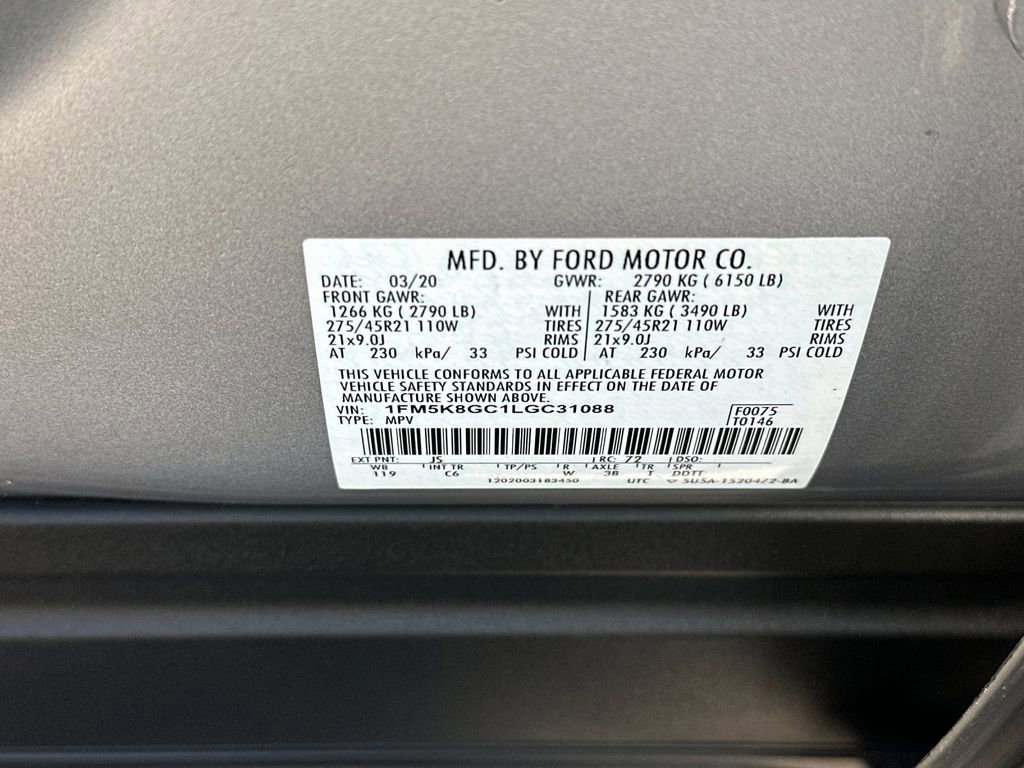 MFD. BY FORD MOTOR CO.
DATE: 03/20 GVWR: 2790 KG ( 6150 LB)
FRONT GAWR: REAR GAWR:
1266 KG ( 2790 LB) WITH 1583 KG ( 3490 LB) WITH
275/45R21 110W TIRES 275/45R21 110W TIRES
21x9.0J RIMS 21x9.0J RIMS
AT 230 kPa/ 33 PSI COLD AT 230 kPa/ 33 PSI COLD
THIS VEHICLE CONFORMS TO ALL APPLICABLE FEDERAL MOTOR
VEHICLE SAFETY STANDARDS IN EFFECT ON THE DATE OF
MANUFACTURE SHOWN ABOVE.
VIN: 1FM5K8GC1LGC31088 F0075
TYPE: MPV T0146
EXT PNT: JS RC: 72 DSO:
WB INT TR TP/PS R AXLE TR SPR
119 C6 W 3B T DDTT
1202003183450 UTC 5U5A-1520472-BA